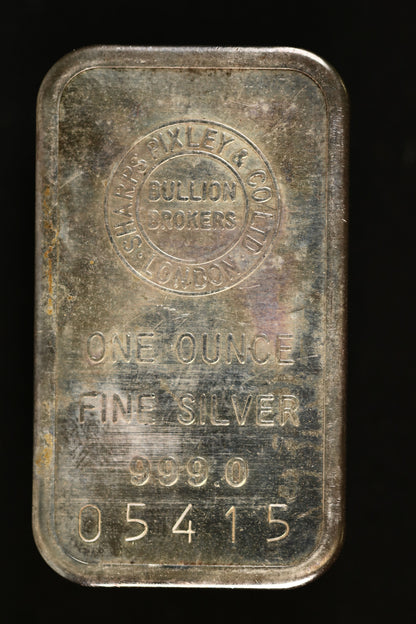 SHARPS PIXLEY & CO LTD
· LONDON ·
BULLION
BROKERS
ONE OUNCE
FINE SILVER
999.0
05415